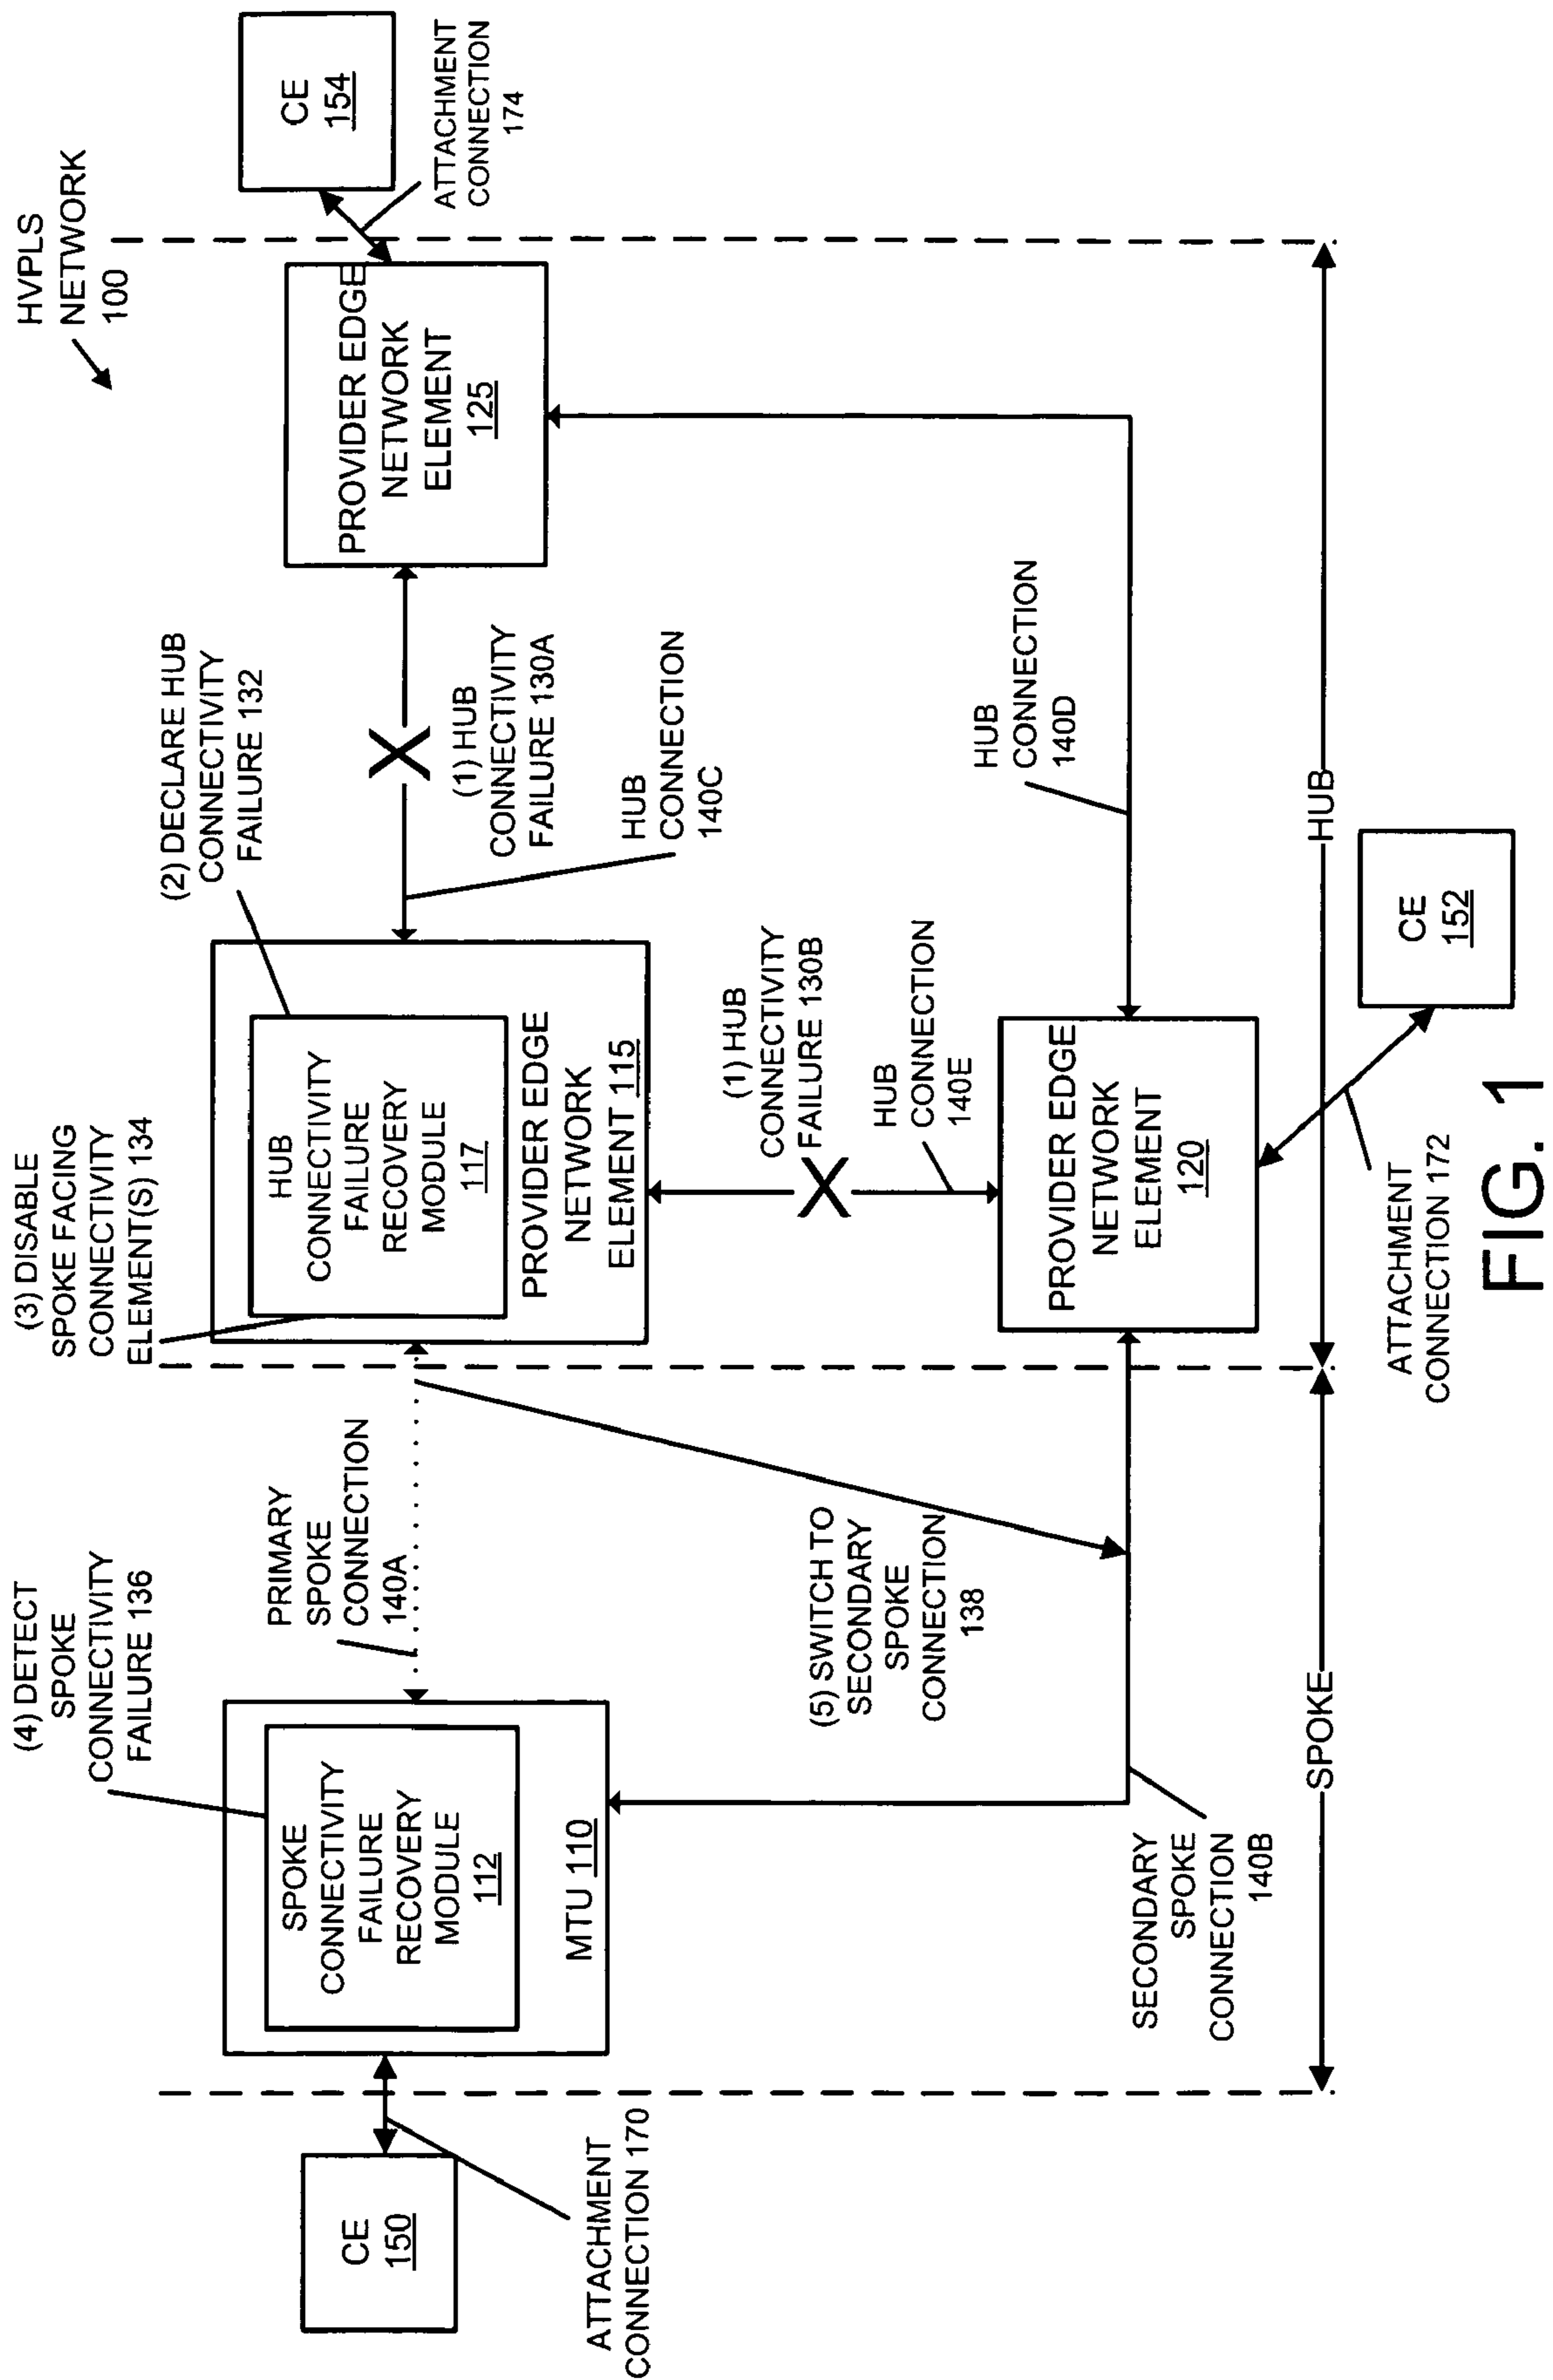 HVPLS
NETWORK
100
(4) DETECT
SPOKE
CONNECTIVITY
FAILURE 136
(3) DISABLE
SPOKE FACING
CONNECTIVITY
ELEMENT(S) 134
(2) DECLARE HUB
CONNECTIVITY
FAILURE 132
CE
150
ATTACHMENT
CONNECTION 170
SPOKE
CONNECTIVITY
FAILURE
RECOVERY
MODULE
112
MTU 110
PRIMARY
SPOKE
CONNECTION
140A
HUB
CONNECTIVITY
FAILURE
RECOVERY
MODULE
117
PROVIDER EDGE
NETWORK
ELEMENT 115
(1) HUB
CONNECTIVITY
FAILURE 130A
HUB
CONNECTION
140C
PROVIDER EDGE
NETWORK
ELEMENT
125
CE
154
ATTACHMENT
CONNECTION
174
(5) SWITCH TO
SECONDARY
SPOKE
CONNECTION
138
(1) HUB
CONNECTIVITY
FAILURE 130B
HUB
CONNECTION
140E
HUB
CONNECTION
140D
SECONDARY
SPOKE
CONNECTION
140B
PROVIDER EDGE
NETWORK
ELEMENT
120
SPOKE
HUB
ATTACHMENT
CONNECTION 172
CE
152
FIG. 1